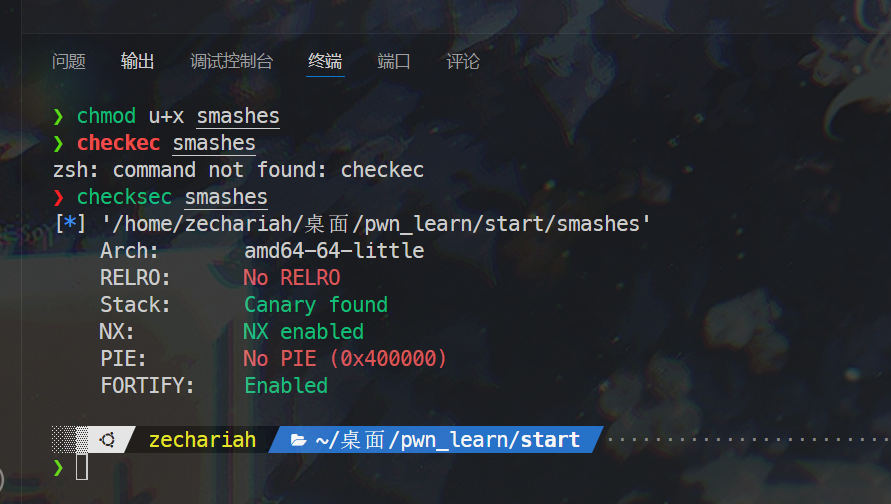 问题 输出 调试控制台 终端 端口 评论
❯ chmod u+x smashes
❯ checkec smashes
zsh: command not found: checkec
❯ checksec smashes
[*] '/home/zechariah/桌面/pwn_learn/start/smashes'
Arch: amd64-64-little
RELRO: No RELRO
Stack: Canary found
NX: NX enabled
PIE: No PIE (0x400000)
FORTIFY: Enabled
zechariah ~/桌面/pwn_learn/start
❯